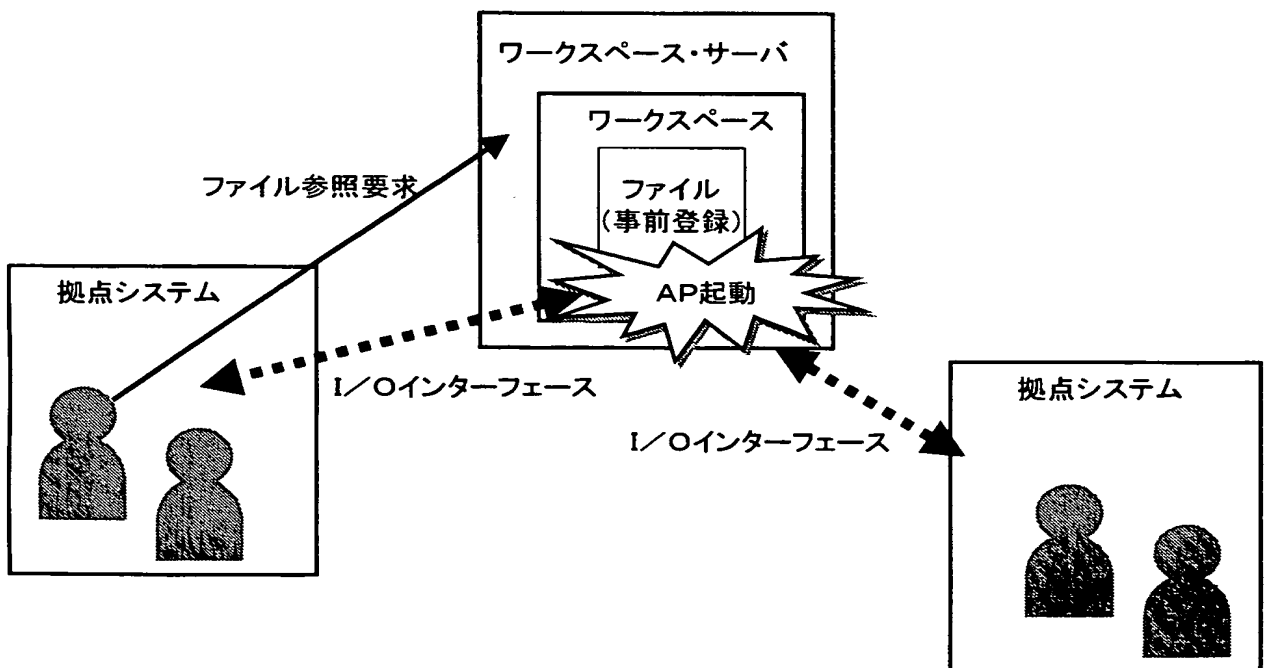 ワークスペース・サーバ
ワークスペース
ファイル参照要求
ファイル
(事前登録)
拠点システム
AP起動
I/Oインターフェース
拠点システム
I/Oインターフェース